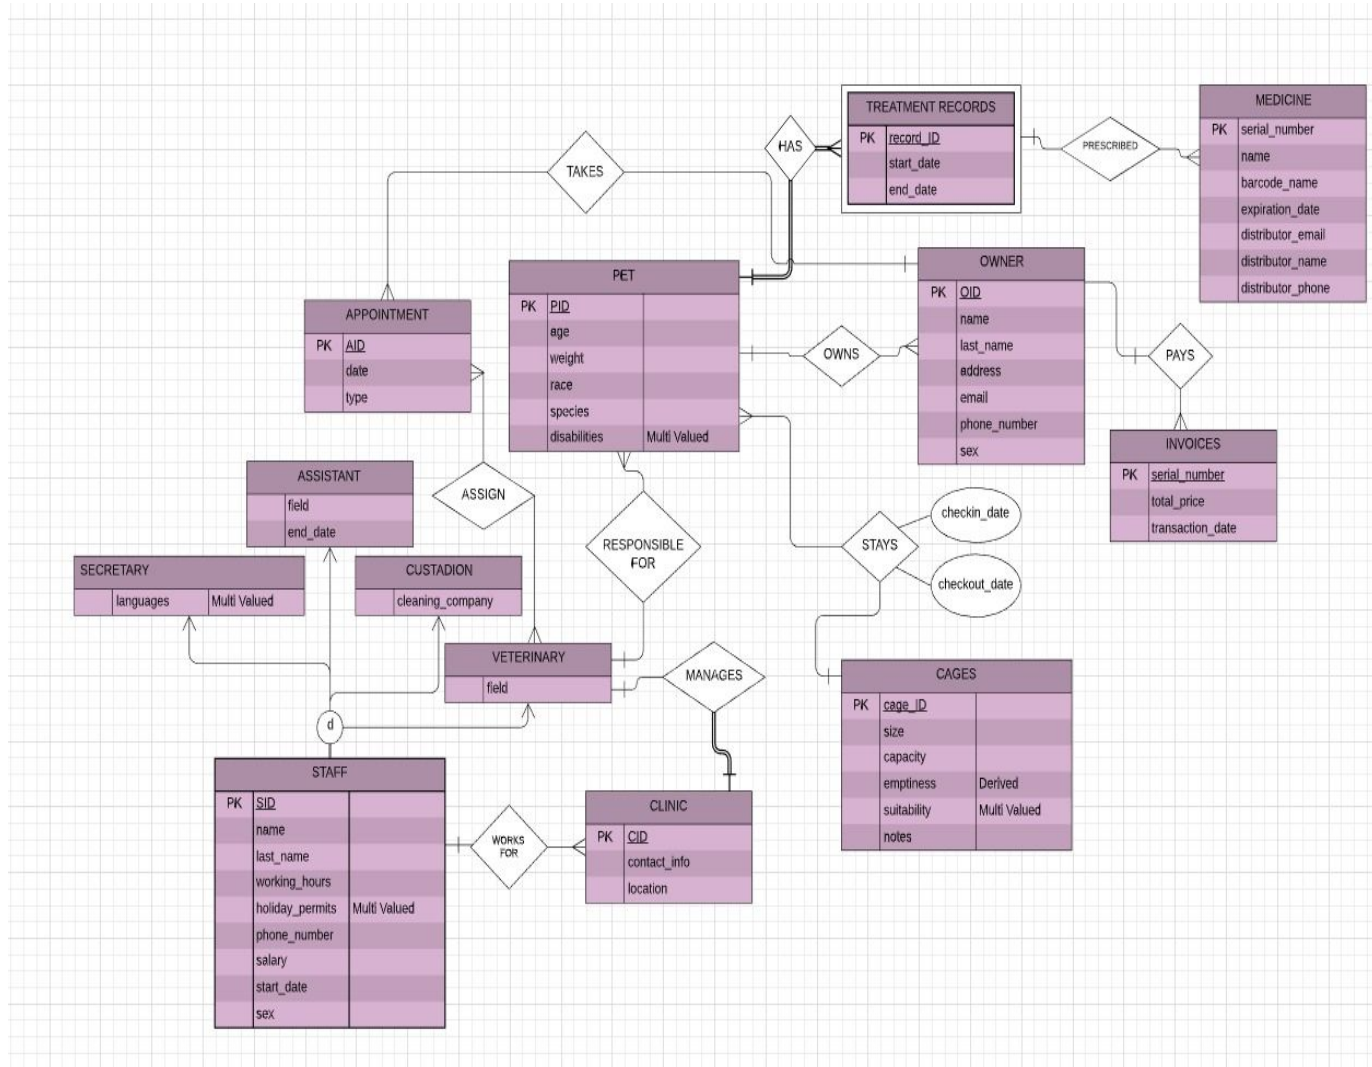 TREATMENT RECORDS
PK record_ID
start_date
end_date
HAS
PRESCRIBED
MEDICINE
PK serial_number
name
barcode_name
expiration_date
distributor_email
distributor_name
distributor_phone
TAKES
PET
PK PID
age
weight
race
species
disabilities Multi Valued
OWNER
PK OID
name
last_name
address
email
phone_number
sex
APPOINTMENT
PK AID
date
type
OWNS
PAYS
INVOICES
PK serial_number
total_price
transaction_date
ASSISTANT
field
end_date
ASSIGN
RESPONSIBLE
FOR
STAYS
checkin_date
checkout_date
SECRETARY
languages Multi Valued
CUSTADION
cleaning_company
VETERINARY
field
MANAGES
CAGES
PK cage_ID
size
capacity
emptiness Derived
suitability Multi Valued
notes
d
STAFF
PK SID
name
last_name
working_hours
holiday_permits Multi Valued
phone_number
salary
start_date
sex
WORKS
FOR
CLINIC
PK CID
contact_info
location